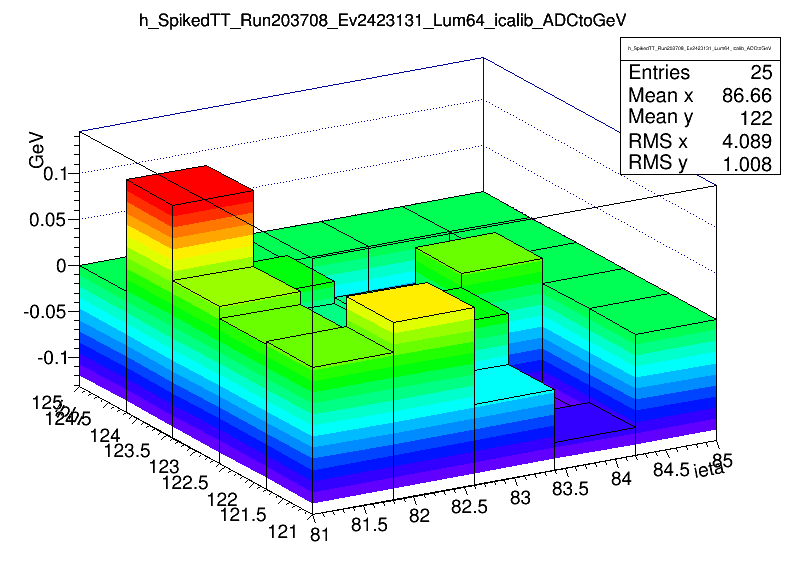 h_SpikedTT_Run203708_Ev2423131_Lum64_icalib_ADCtoGeV
h_SpikedTT_Run203708_Ev2423131_Lum64_icalib_ADCtoGeV
Entries 25
Mean x 86.66
Mean y 122
RMS x 4.089
RMS y 1.008
GeV
0.1
0.05
0
-0.05
-0.1
125
124.5
124
123.5
123
122.5
122
121.5
121
81
81.5
82
82.5
83
83.5
84
84.5
85
ieta